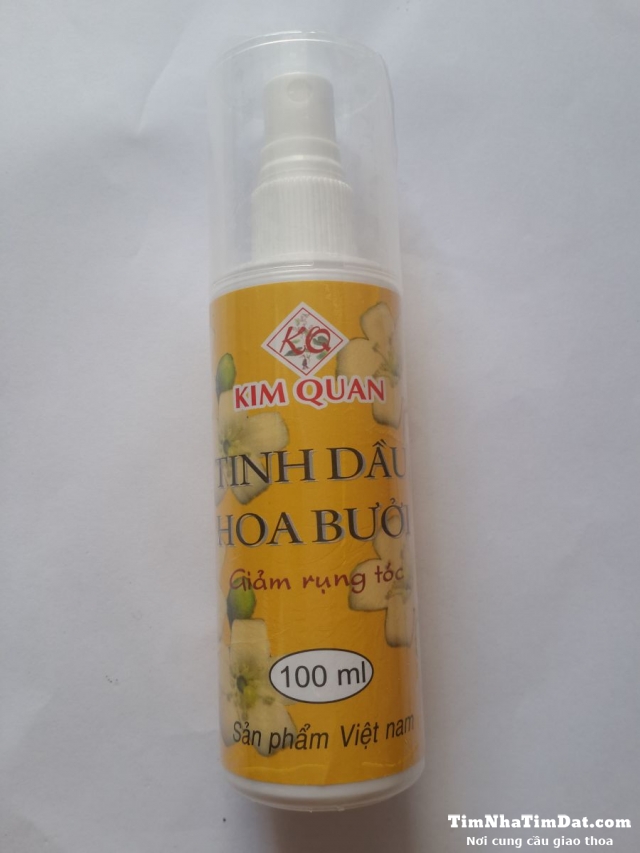 KQ
KIM QUAN
TINH DẦU
HOA BƯỞI
Giảm rụng tóc
100 ml
Sản phẩm Việt nam
TimNhaTimDat.com
Nơi cung cầu giao thoa